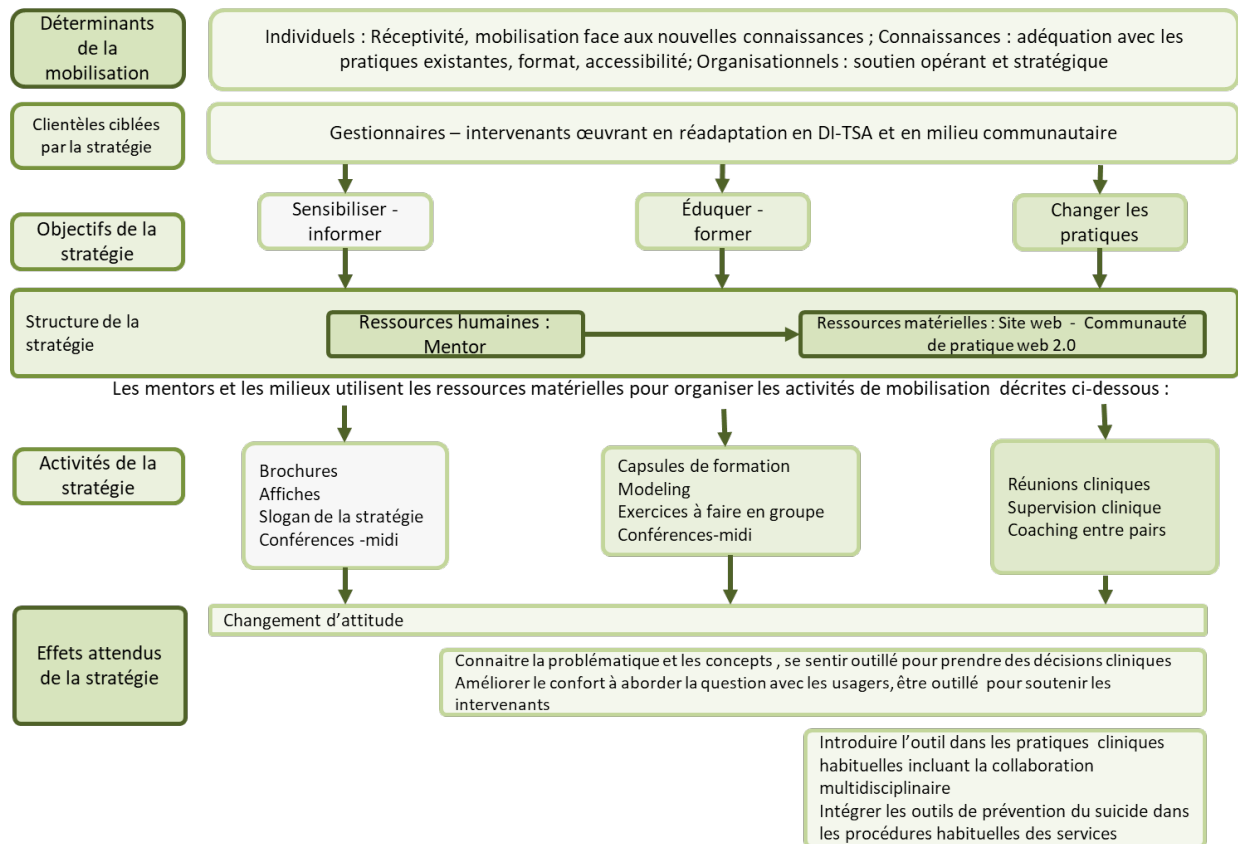 Déterminants
de la
mobilisation
Individuels : Réceptivité, mobilisation face aux nouvelles connaissances ; Connaissances : adéquation avec les
pratiques existantes, format, accessibilité; Organisationnels : soutien opérant et stratégique
Clientèles ciblées
par la stratégie
Gestionnaires – intervenants œuvrant en réadaptation en DI-TSA et en milieu communautaire
Objectifs de la
stratégie
Sensibiliser -
informer
Éduquer -
former
Changer les
pratiques
Structure de la
stratégie
Ressources humaines :
Mentor
Ressources matérielles : Site web - Communauté
de pratique web 2.0
Les mentors et les milieux utilisent les ressources matérielles pour organiser les activités de mobilisation décrites ci-dessous :
Activités de la
stratégie
Brochures
Affiches
Slogan de la stratégie
Conférences -midi
Capsules de formation
Modeling
Exercices à faire en groupe
Conférences-midi
Réunions cliniques
Supervision clinique
Coaching entre pairs
Effets attendus
de la stratégie
Changement d’attitude
Connaitre la problématique et les concepts , se sentir outillé pour prendre des décisions cliniques
Améliorer le confort à aborder la question avec les usagers, être outillé pour soutenir les
intervenants
Introduire l’outil dans les pratiques cliniques
habituelles incluant la collaboration
multidisciplinaire
Intégrer les outils de prévention du suicide dans
les procédures habituelles des services